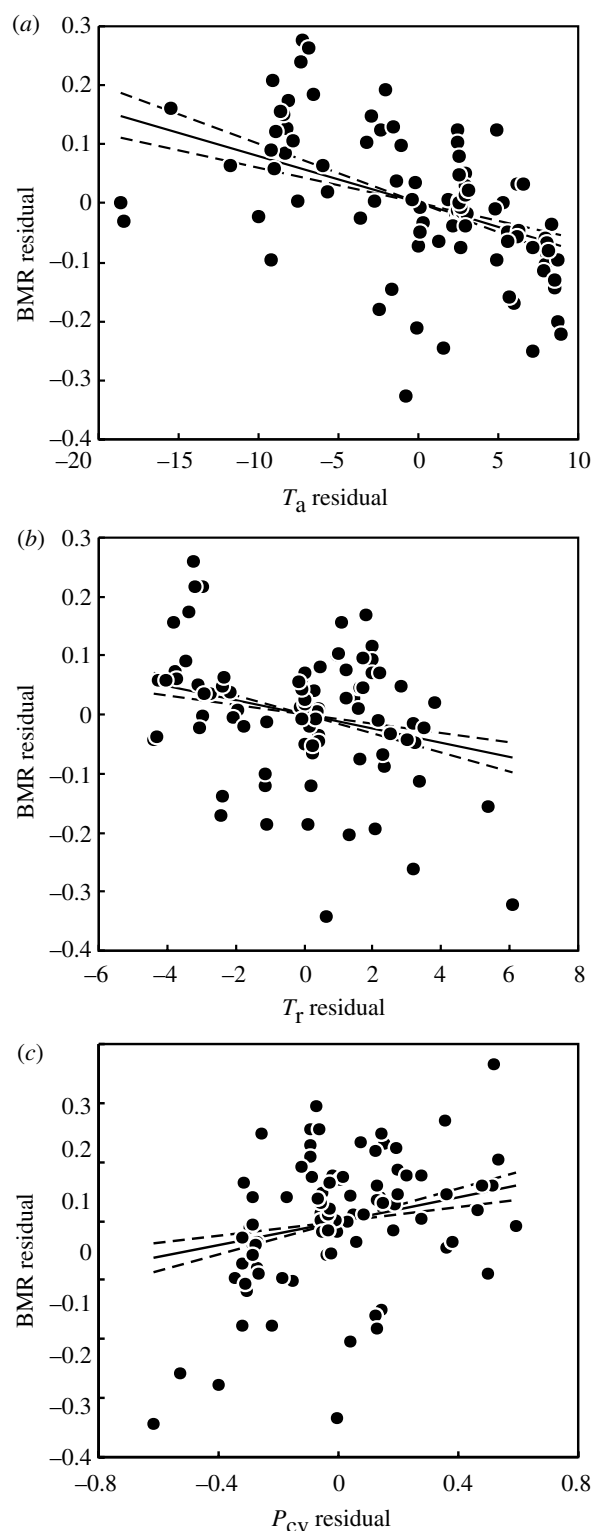 (a)
0.3
0.2
0.1
0
–0.1
–0.2
–0.3
–0.4
BMR residual
–20 –15 –10 –5 0 5 10
Ta residual
(b)
0.3
0.2
0.1
0
–0.1
–0.2
–0.3
–0.4
BMR residual
–6 –4 –2 0 2 4 6 8
Tr residual
(c)
0.3
0.2
0.1
0
–0.1
–0.2
–0.3
–0.4
BMR residual
–0.8 –0.4 0 0.4 0.8
Pcv residual